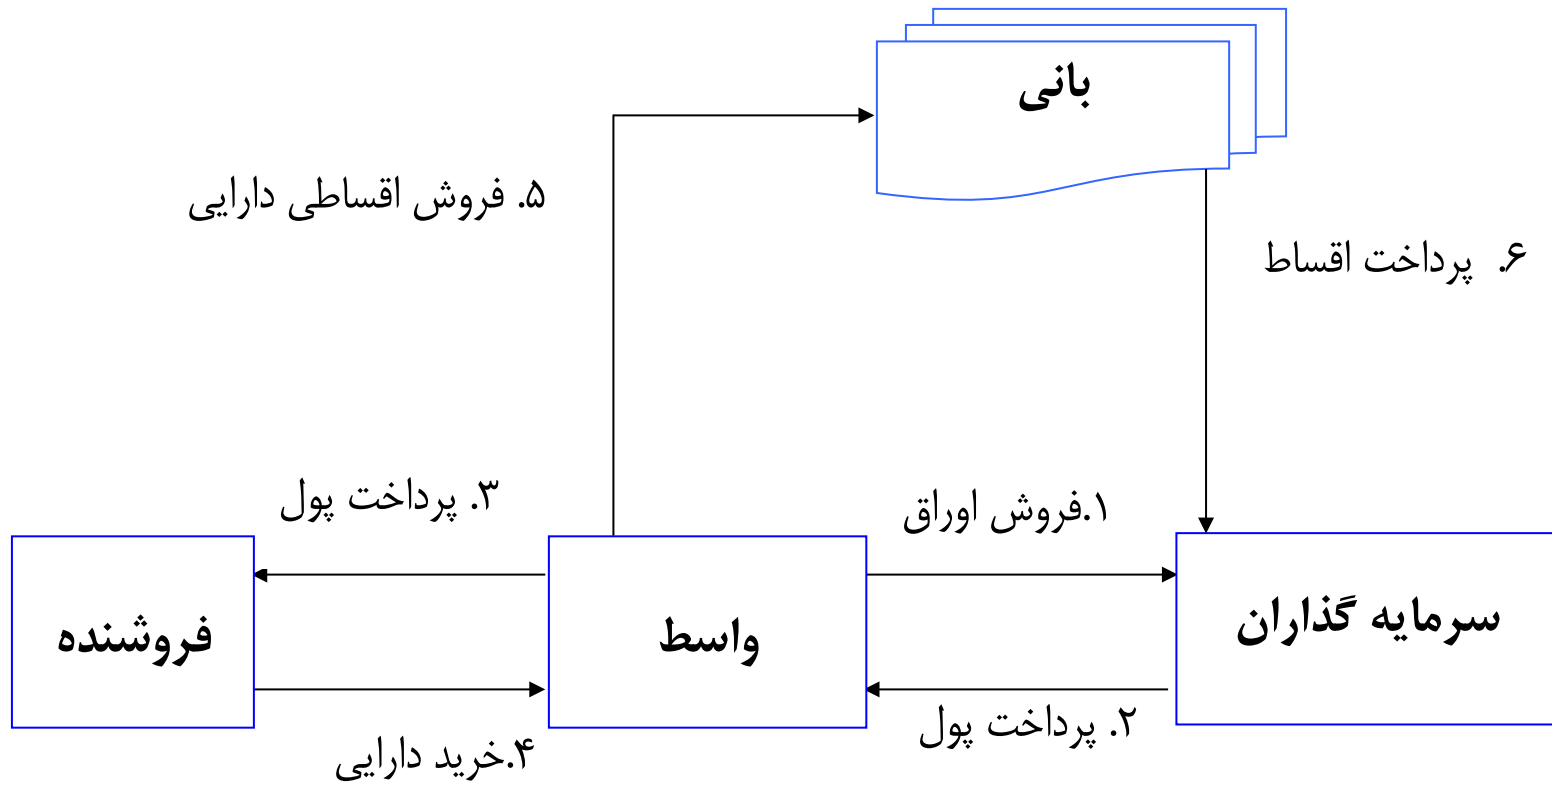 بانی
۵. فروش اقساطی دارایی
۶. پرداخت اقساط
۳. پرداخت پول
۱.فروش اوراق
سرمایه گذاران
واسط
فروشنده
۲. پرداخت پول
۴.خرید دارایی